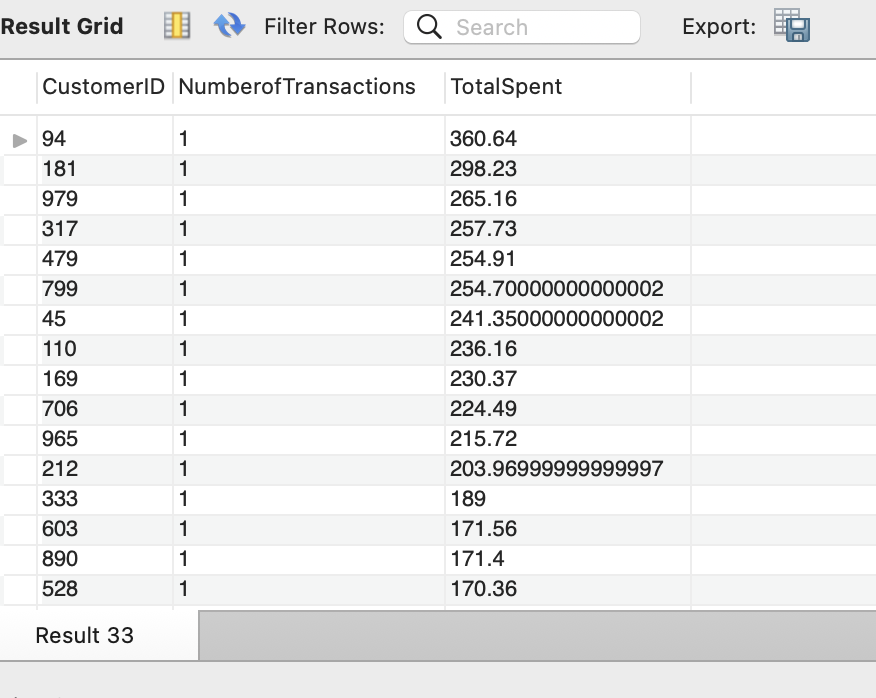 Result Grid Filter Rows: Search Export:
CustomerID NumberofTransactions TotalSpent
94 1 360.64
181 1 298.23
979 1 265.16
317 1 257.73
479 1 254.91
799 1 254.70000000000002
45 1 241.35000000000002
110 1 236.16
169 1 230.37
706 1 224.49
965 1 215.72
212 1 203.96999999999997
333 1 189
603 1 171.56
890 1 171.4
528 1 170.36
Result 33